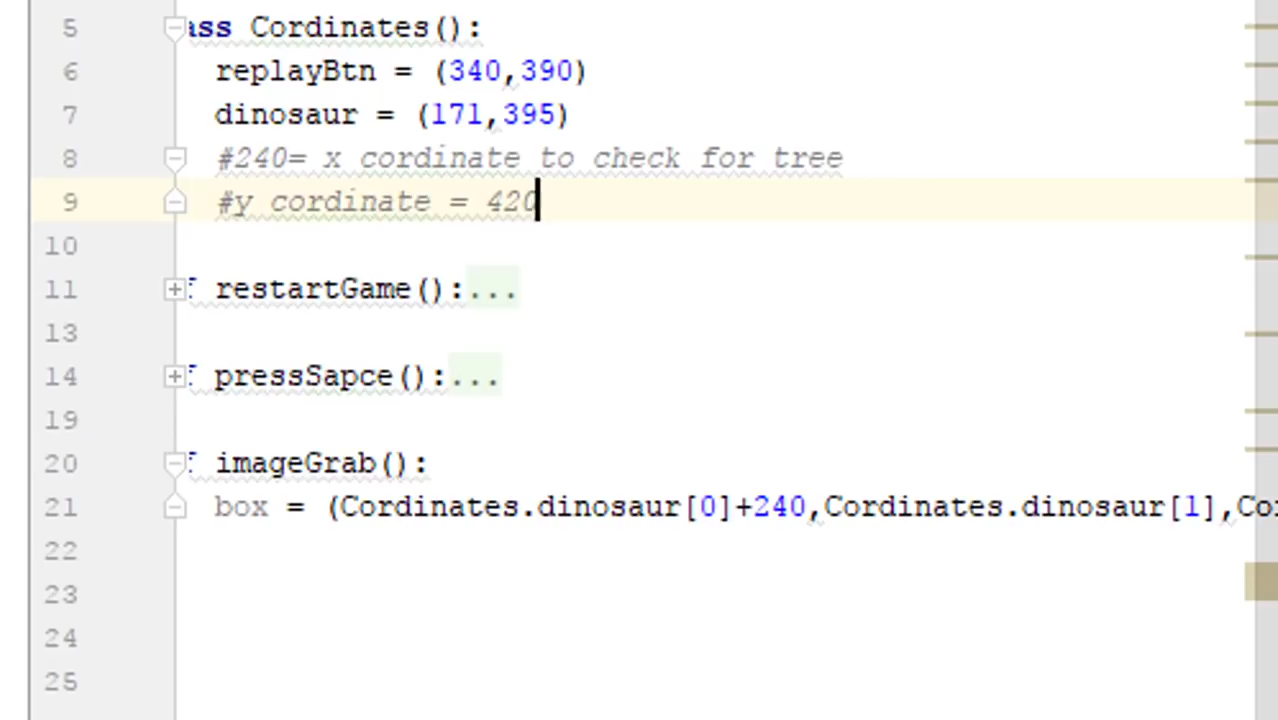 5 ass Cordinates():
6 replayBtn = (340,390)
7 dinosaur = (171,395)
8 #240= x cordinate to check for tree
9 #y cordinate = 420
10
11 restartGame():...
13
14 pressSapce():...
19
20 imageGrab():
21 box = (Cordinates.dinosaur[0]+240,Cordinates.dinosaur[1],Co
22
23
24
25